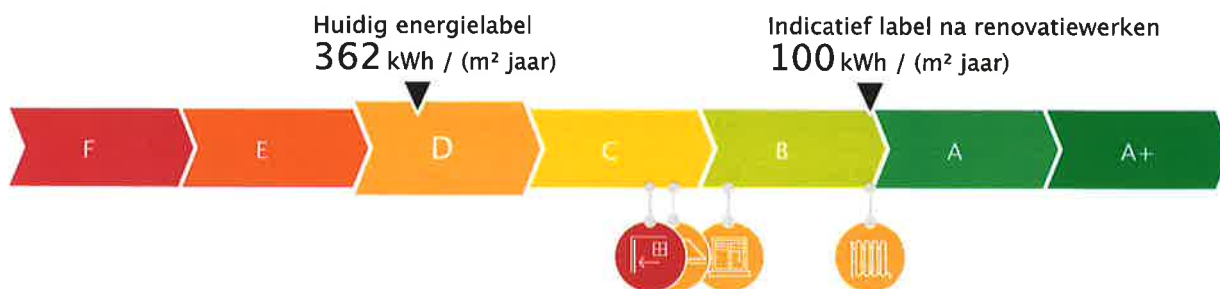 Huidig energielabel
362 kWh / (m² jaar)
Indicatief label na renovatiewerken
100 kWh / (m² jaar)
F E D C B A A+